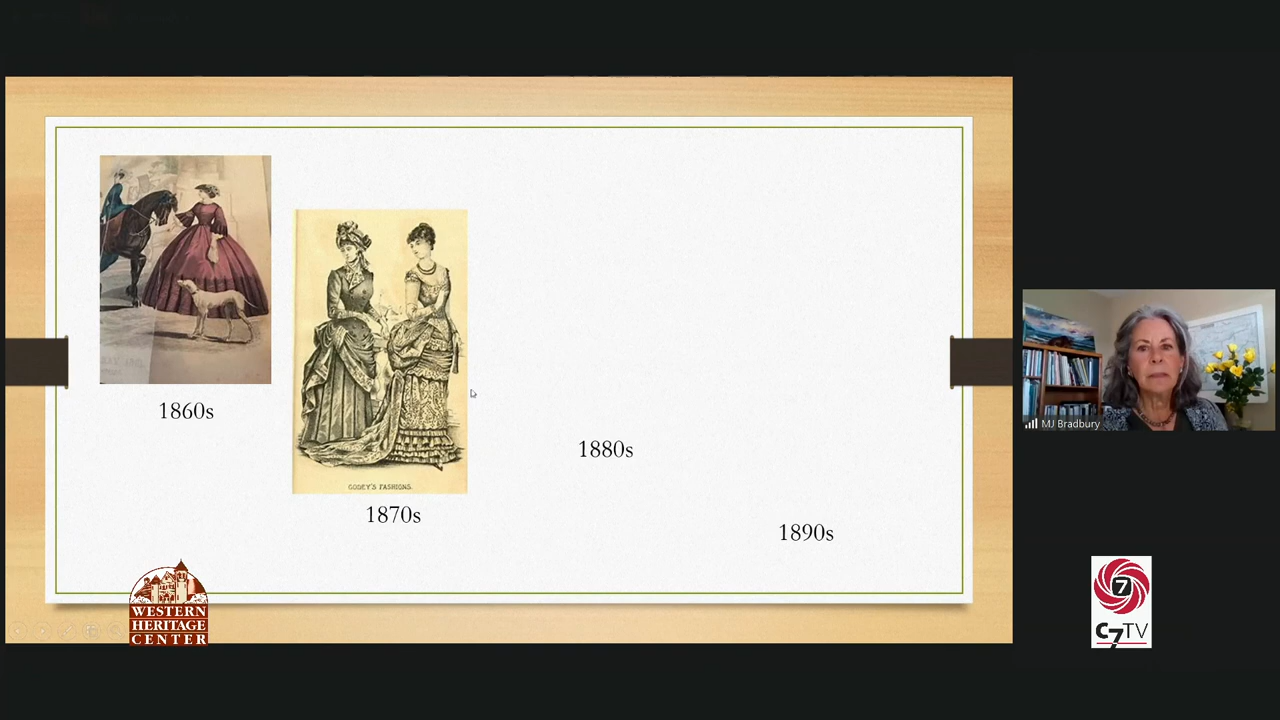 1860s
GODEY'S FASHIONS.
1870s
1880s
1890s
WESTERN
HERITAGE
CENTER
MJ Bradbury
7
C7TV